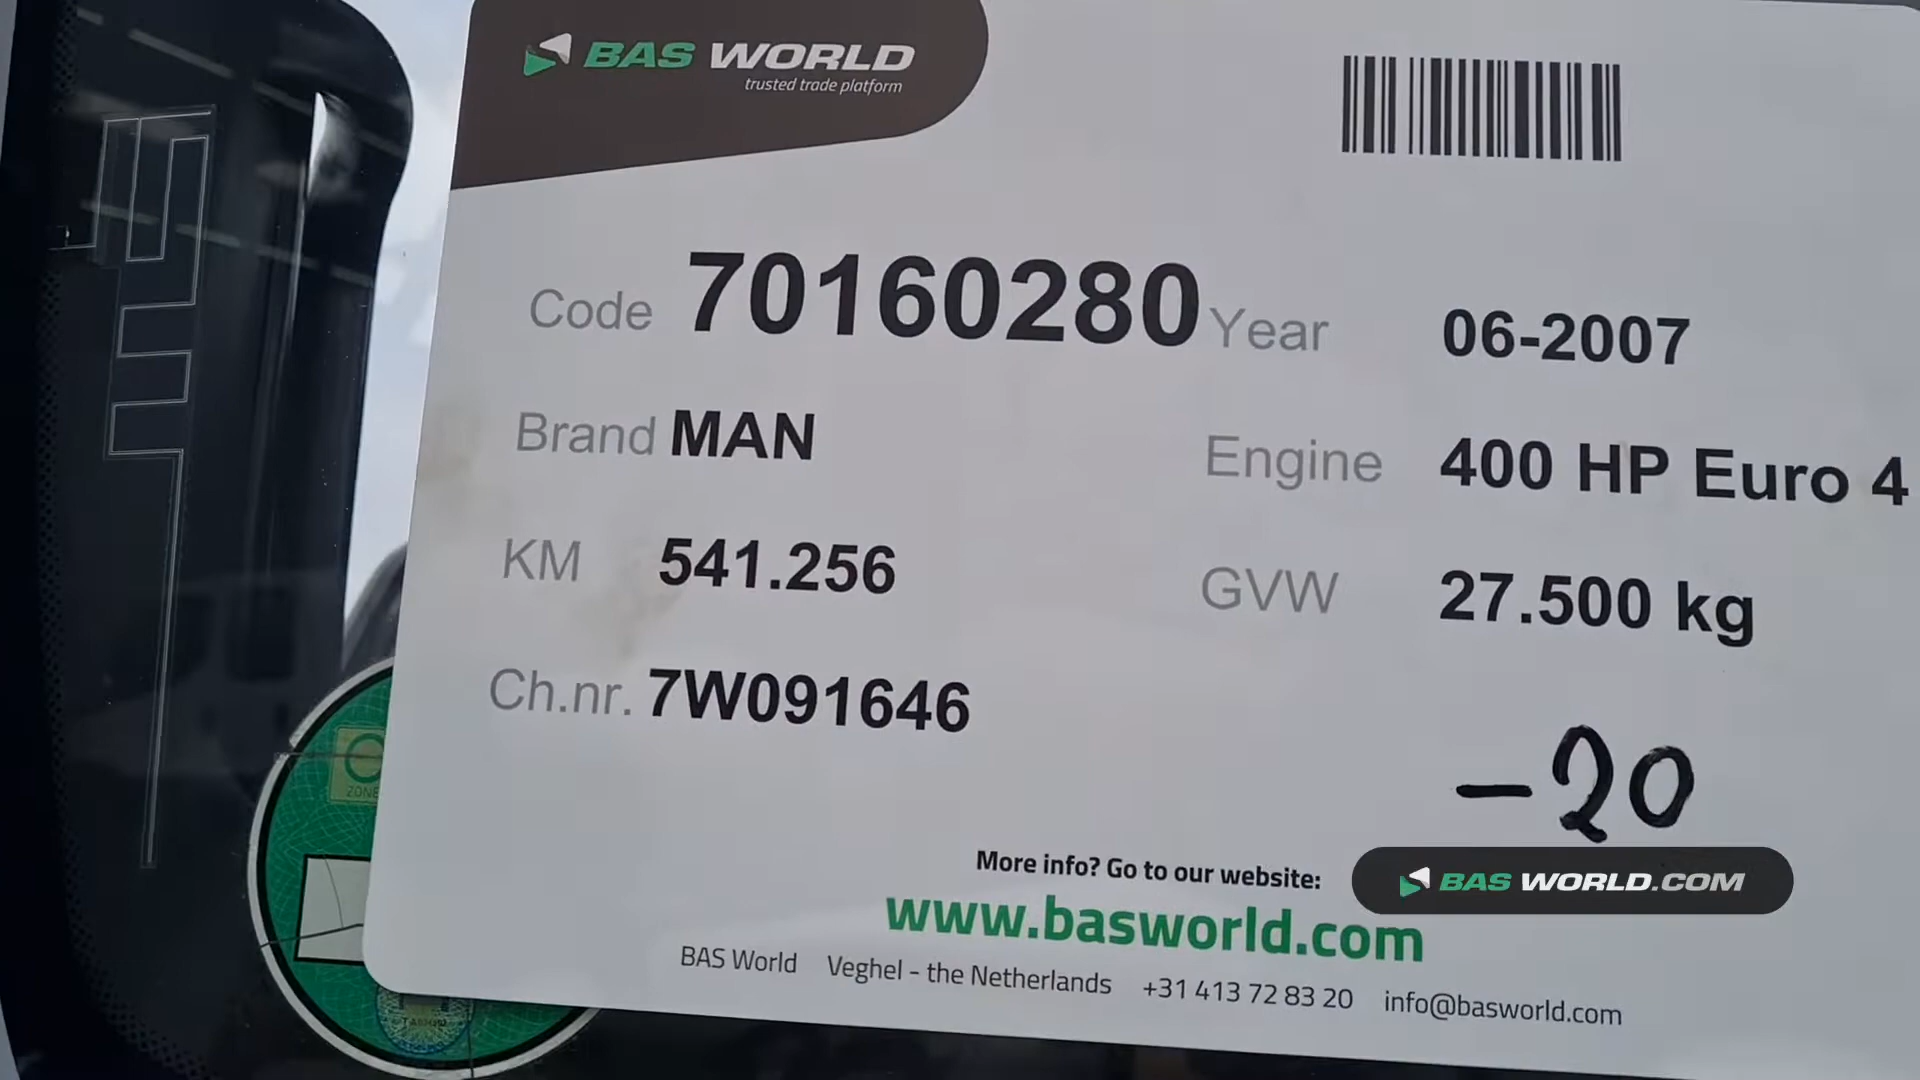 BAS WORLD
trusted trade platform
Code 70160280 Year 06-2007
Brand MAN Engine 400 HP Euro 4
KM 541.256 GVW 27.500 kg
Ch.nr. 7W091646
-20
ZONE
More info? Go to our website:
BAS WORLD.COM
www.basworld.com
BAS World Veghel - the Netherlands +31 413 72 83 20 info@basworld.com